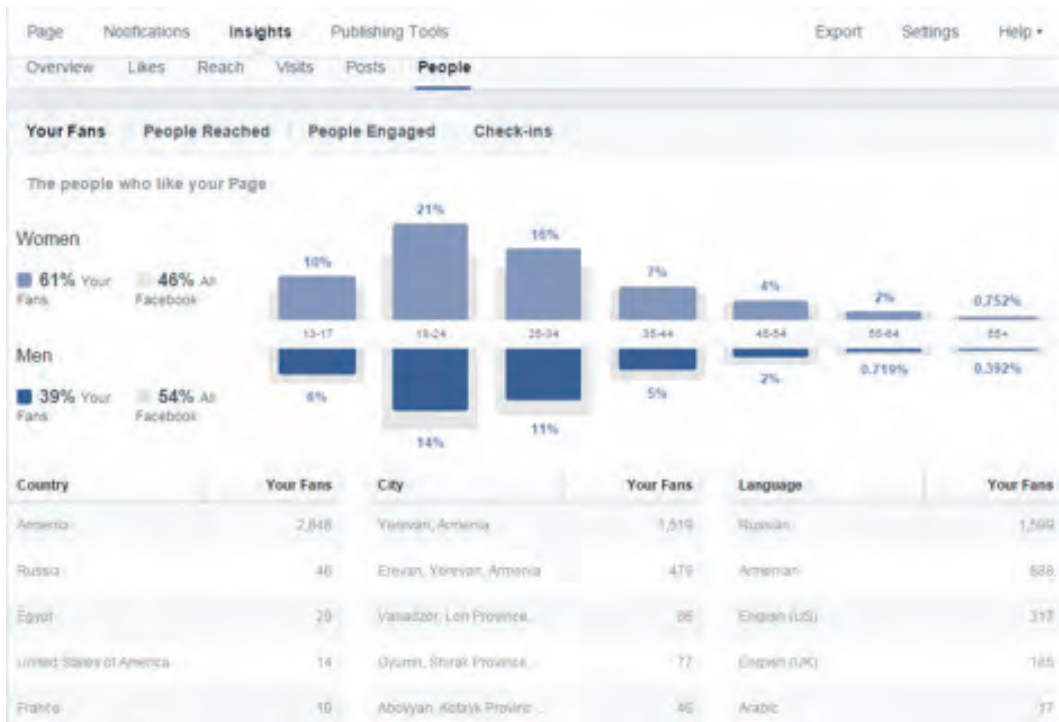 Page Notifications Insights Publishing Tools Export Settings Help
Overview Likes Reach Visits Posts People
Your Fans People Reached People Engaged Check-ins
The people who like your Page
21%
16%
10%
7%
4%
2%
0.752%
Women
61% Your Fans
46% All Facebook
13-17 18-24 25-34 35-44 45-54 55-64 65+
Men
39% Your Fans
54% All Facebook
6%
14%
11%
5%
2%
0.719%
0.392%
Country Your Fans City Your Fans Language Your Fans
Armenia 2,848 Yerevan, Armenia 1,519 Russian 1,599
Russia 46 Erevan, Yerevan, Armenia 479 Armenian 688
Egypt 29 Vanadzor, Lori Province... English (US)
United States of America 14 Gyumri, Shirak Province... 77 English (UK)
France 10 Abovyan, Kotayk Provinc... Arabic